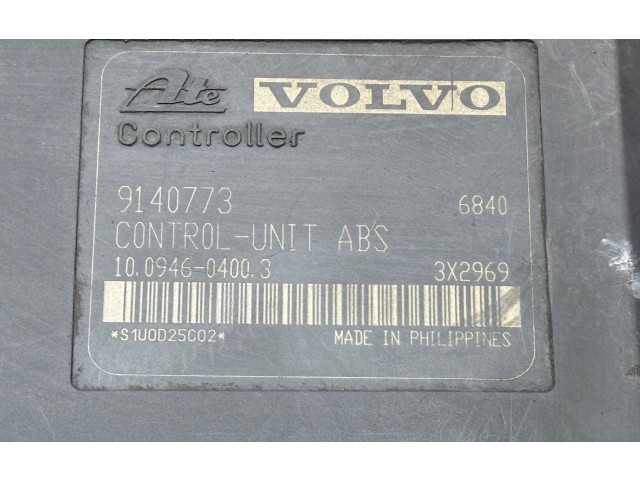 Ate VOLVO
Controller
9140773 6840
CONTROL-UNIT ABS
10.0946-0400.3 3X2969
*S1U0D25C02* MADE IN PHILIPPINES